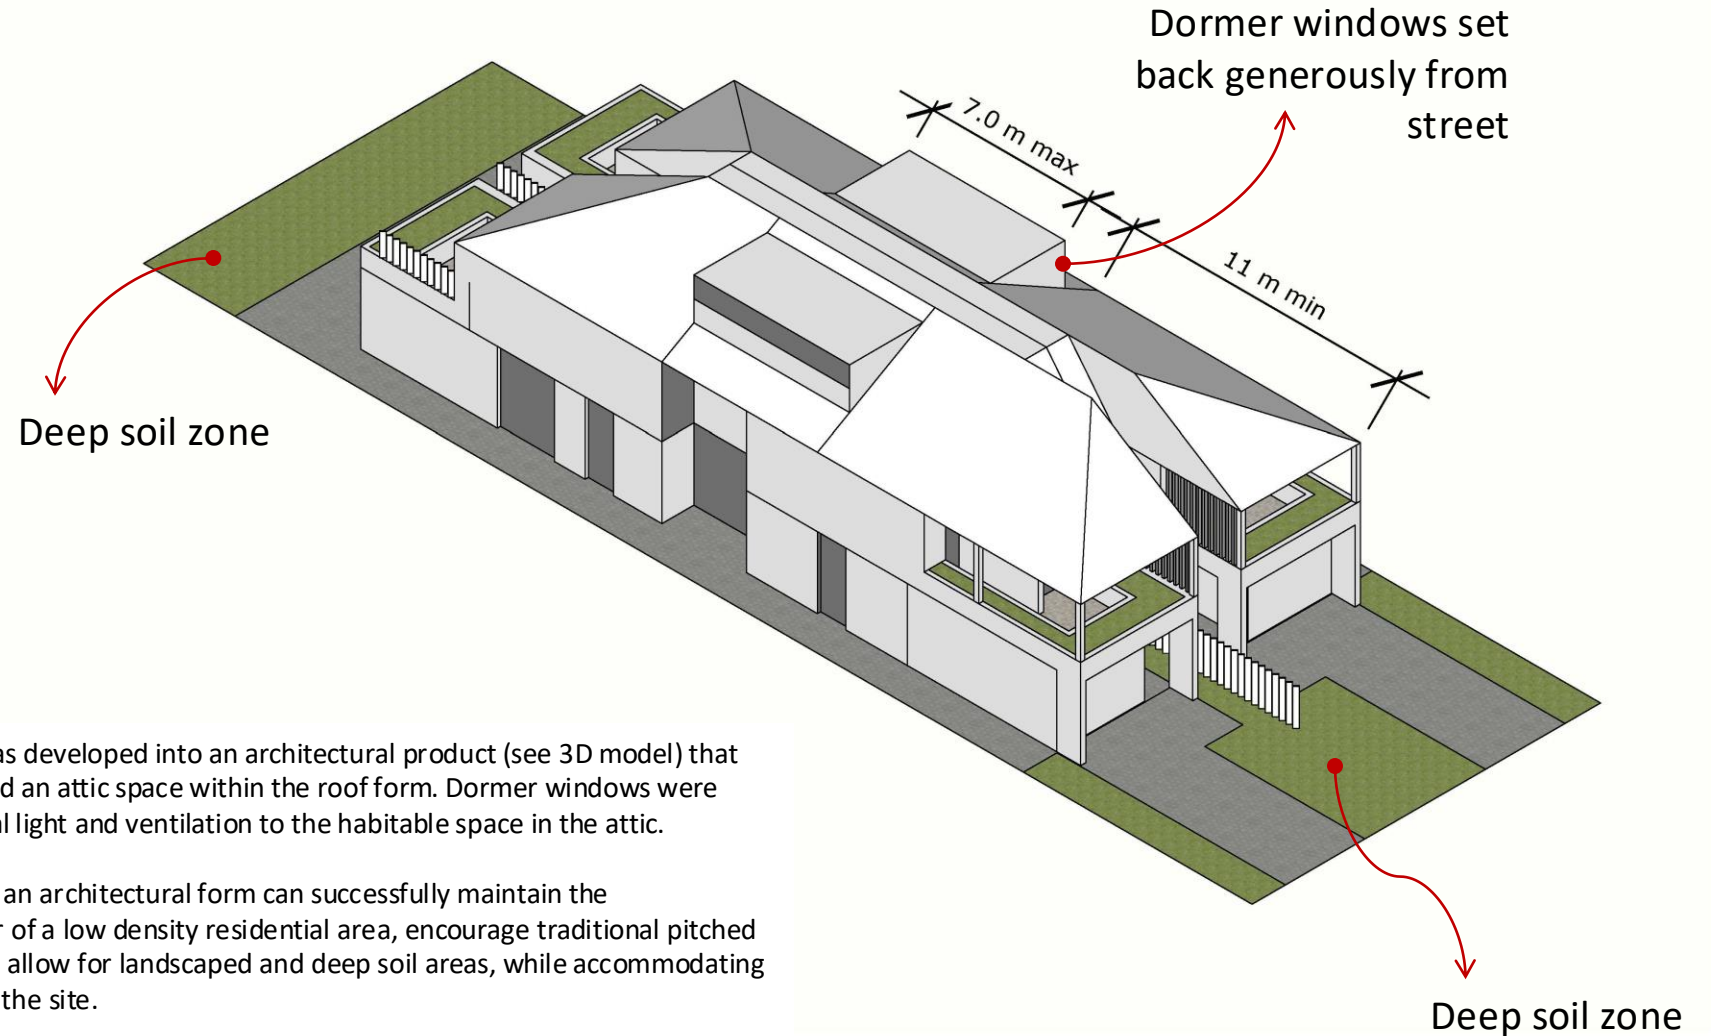 Dormer windows set
back generously from
street
7.0 m max
11 m min
Deep soil zone
as developed into an architectural product (see 3D model) that
d an attic space within the roof form. Dormer windows were
al light and ventilation to the habitable space in the attic.
an architectural form can successfully maintain the
r of a low density residential area, encourage traditional pitched
allow for landscaped and deep soil areas, while accommodating
the site.
Deep soil zone